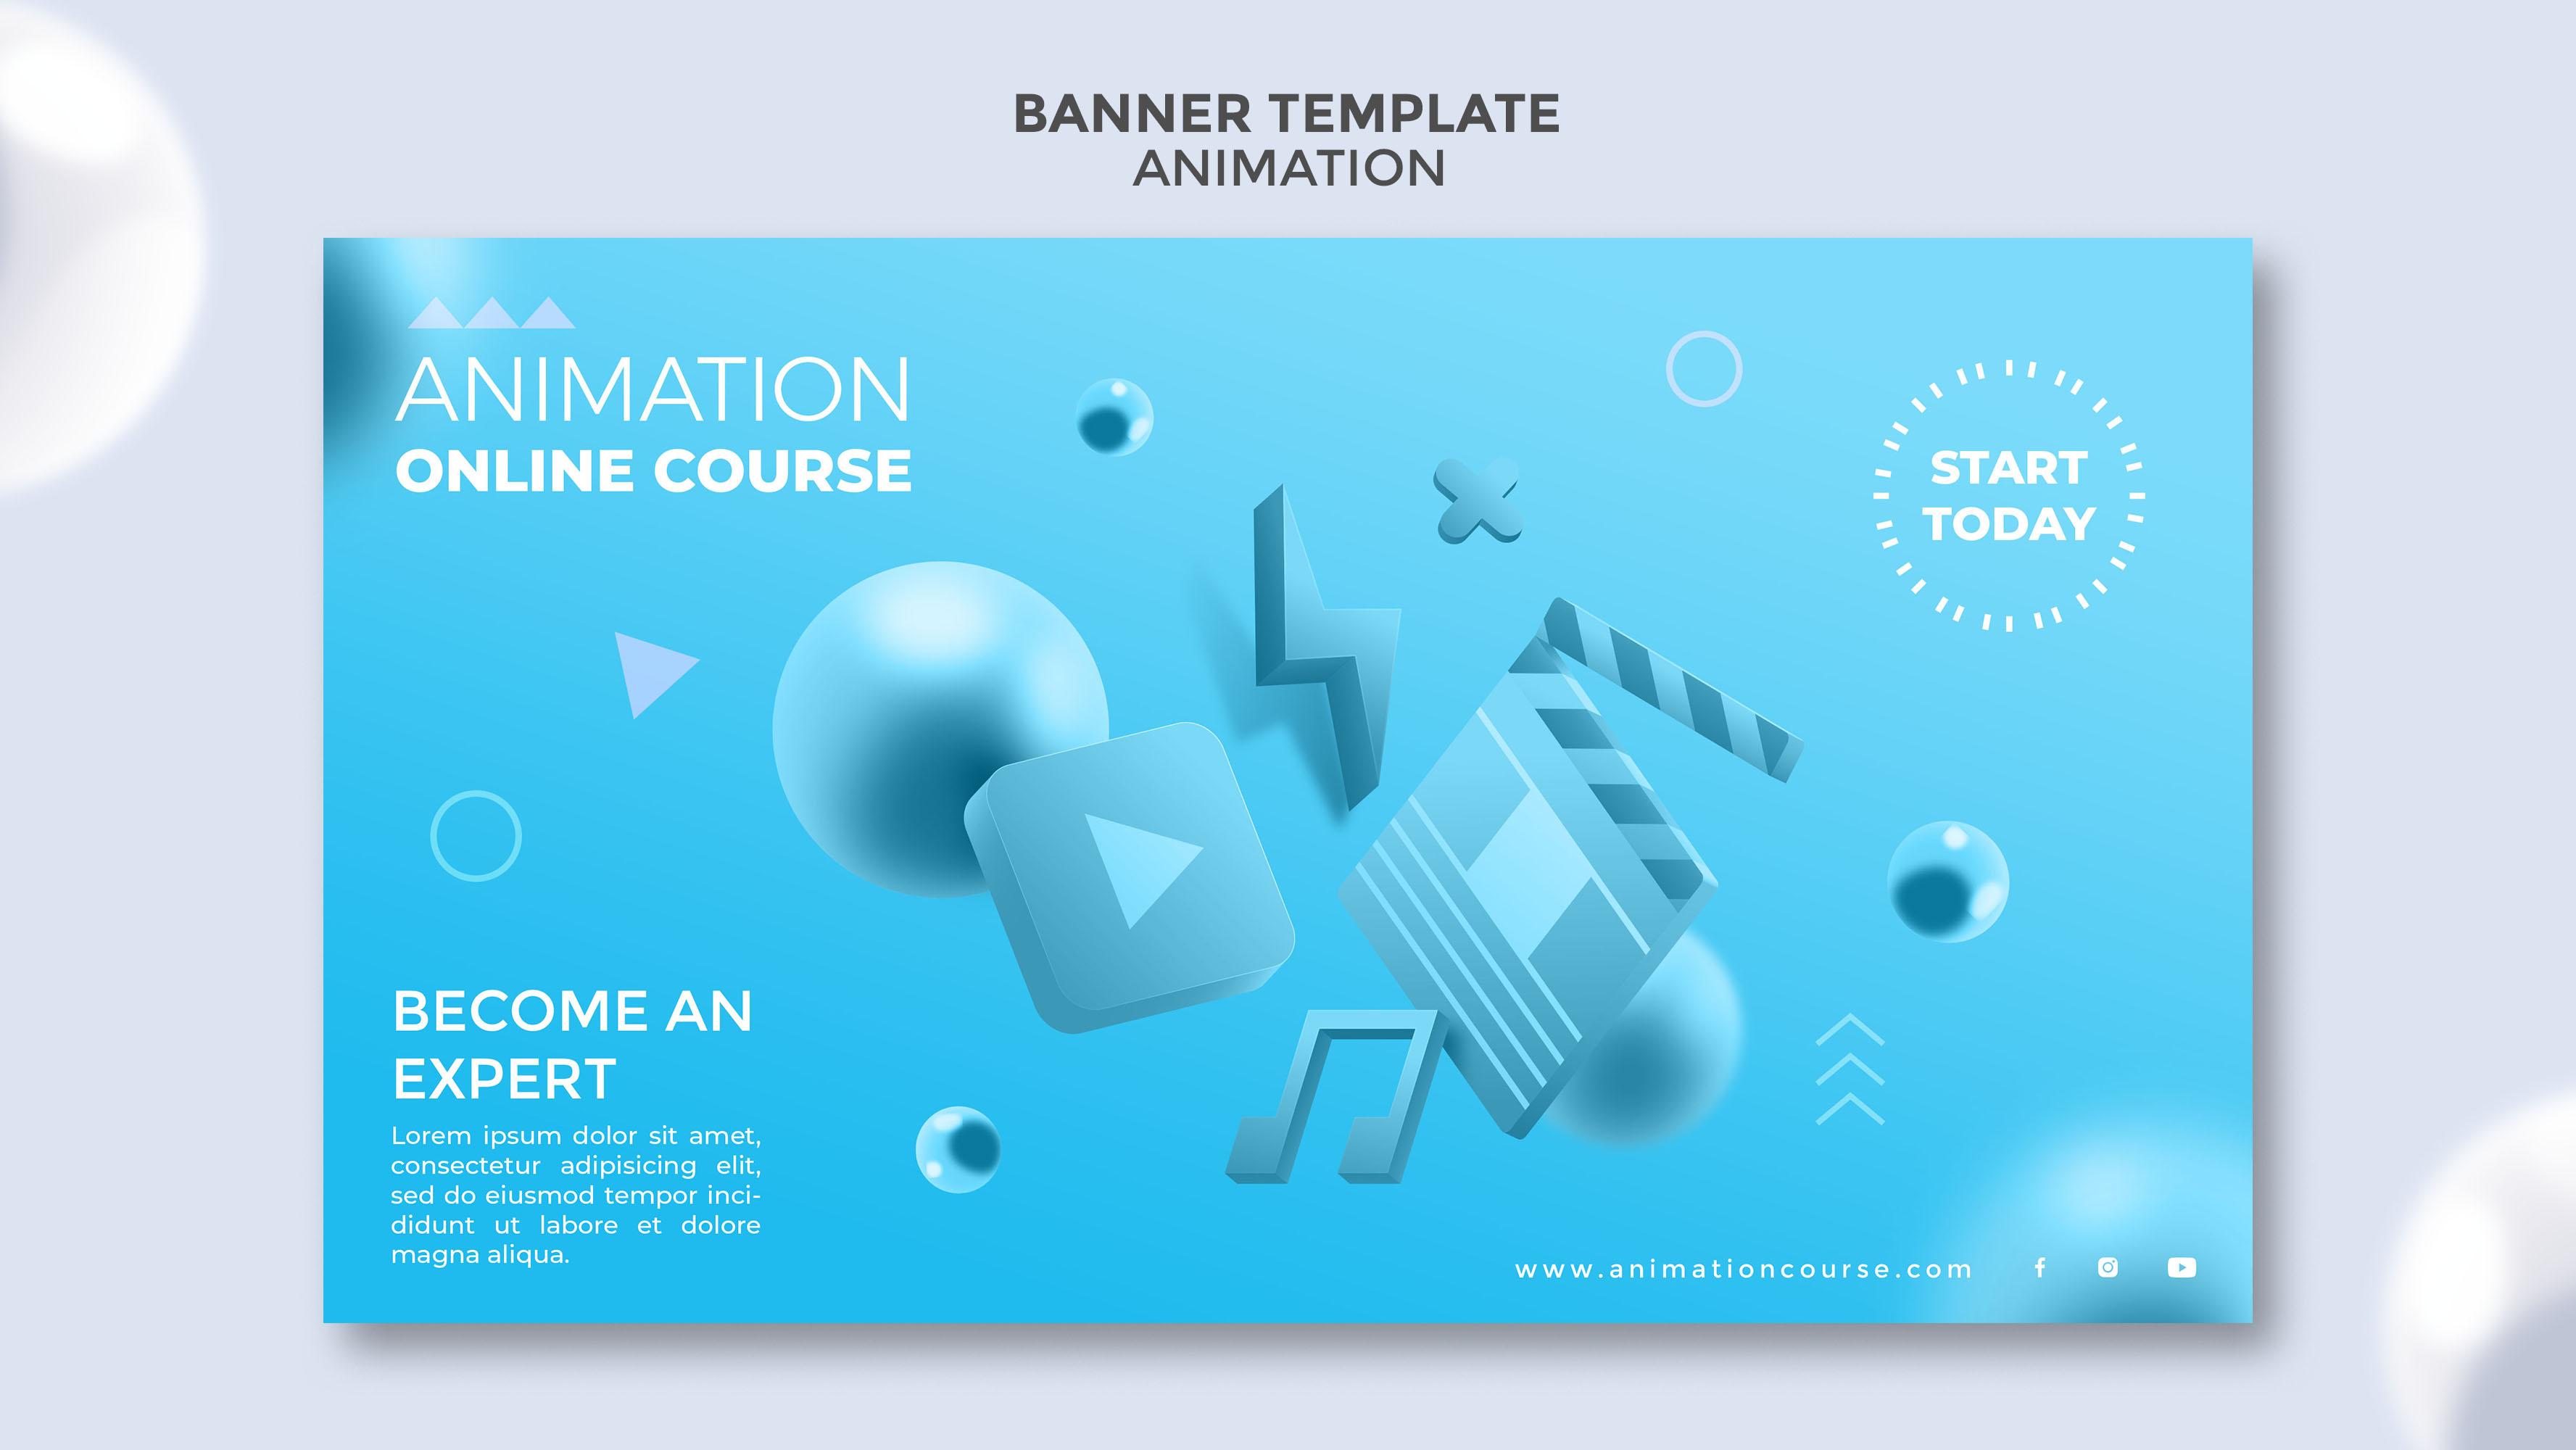 BANNER TEMPLATE
ANIMATION
ANIMATION
ONLINE COURSE
START
TODAY
BECOME AN
EXPERT
Lorem ipsum dolor sit amet,
consectetur adipisicing elit,
sed do eiusmod tempor inci-
didunt ut labore et dolore
magna aliqua.
www.animationcourse.com